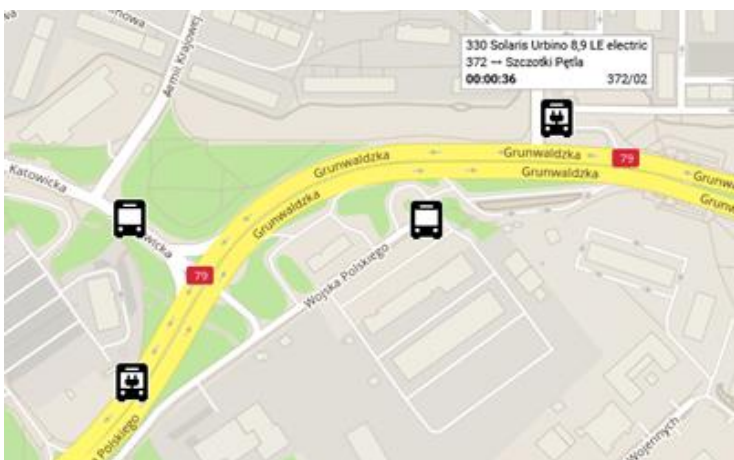 330 Solaris Urbino 8,9 LE electric
372 ↔ Szczotki Pętla
00:00:36 372/02
Armii Krajowej
Grunwaldzka
Grunwaldzka
79
Grunwaldzka
Katowicka
Grunwaldzka
79
Wojska Polskiego